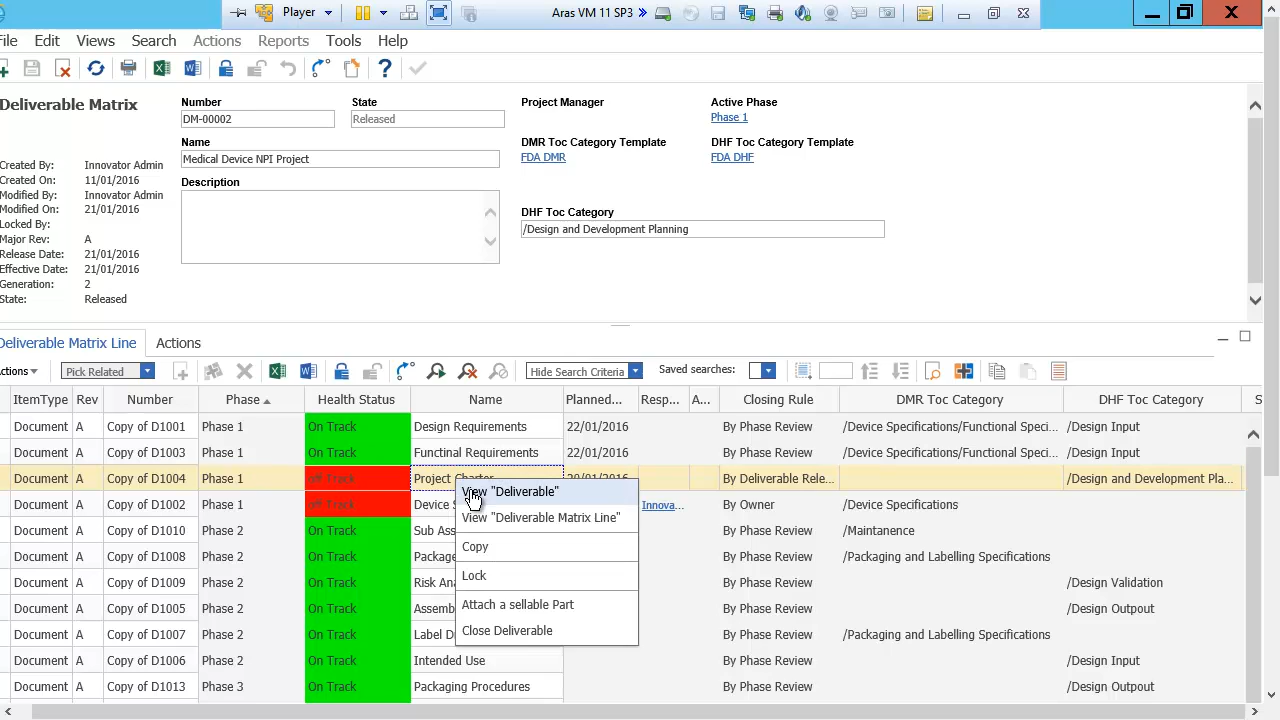 Player
Aras VM 11 SP3
File Edit Views Search Actions Reports Tools Help
Deliverable Matrix
Number State Project Manager Active Phase
DM-00002 Released Phase 1
Name DMR Toc Category Template DHF Toc Category Template
Medical Device NPI Project FDA DMR FDA DHF
Description
DHF Toc Category
/Design and Development Planning
Created By: Innovator Admin
Created On: 11/01/2016
Modified By: Innovator Admin
Modified On: 21/01/2016
Locked By:
Major Rev: A
Release Date: 21/01/2016
Effective Date: 21/01/2016
Generation: 2
State: Released
Deliverable Matrix Line Actions
ctions Pick Related Hide Search Criteria Saved searches:
ItemType Rev Number Phase Health Status Name Planned... Resp... A... Closing Rule DMR Toc Category DHF Toc Category S
Document A Copy of D1001 Phase 1 On Track Design Requirements 22/01/2016 By Phase Review /Device Specifications/Functional Speci... /Design Input
Document A Copy of D1003 Phase 1 On Track Functinal Requirements 22/01/2016 By Phase Review /Device Specifications/Functional Speci... /Design Input
Document A Copy of D1004 Phase 1 off Track Project Charter By Deliverable Rele... /Design and Development Pla...
Document A Copy of D1002 Phase 1 off Track Device S Innova... By Owner /Device Specifications
Document A Copy of D1010 Phase 2 On Track Sub Ass By Phase Review /Maintanence
Document A Copy of D1008 Phase 2 On Track Package By Phase Review /Packaging and Labelling Specifications
Document A Copy of D1009 Phase 2 On Track Risk Ana By Phase Review /Design Validation
Document A Copy of D1005 Phase 2 On Track Assemb By Phase Review /Design Outpout
Document A Copy of D1007 Phase 2 On Track Label D By Phase Review /Packaging and Labelling Specifications
Document A Copy of D1006 Phase 2 On Track Intended Use By Phase Review /Design Input
Document A Copy of D1013 Phase 3 On Track Packaging Procedures By Phase Review /Design Outpout
View "Deliverable"
View "Deliverable Matrix Line"
Copy
Lock
Attach a sellable Part
Close Deliverable